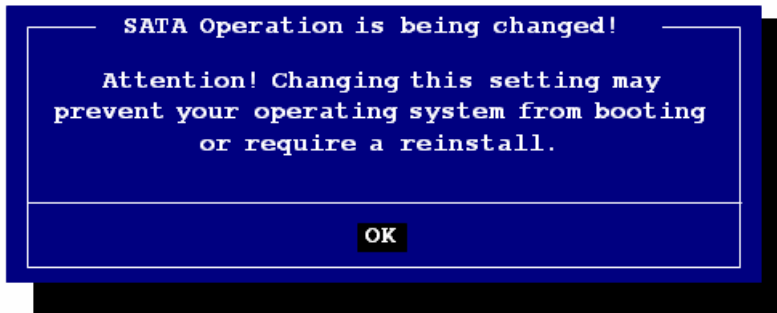 SATA Operation is being changed!
Attention! Changing this setting may
prevent your operating system from booting
or require a reinstall.
OK